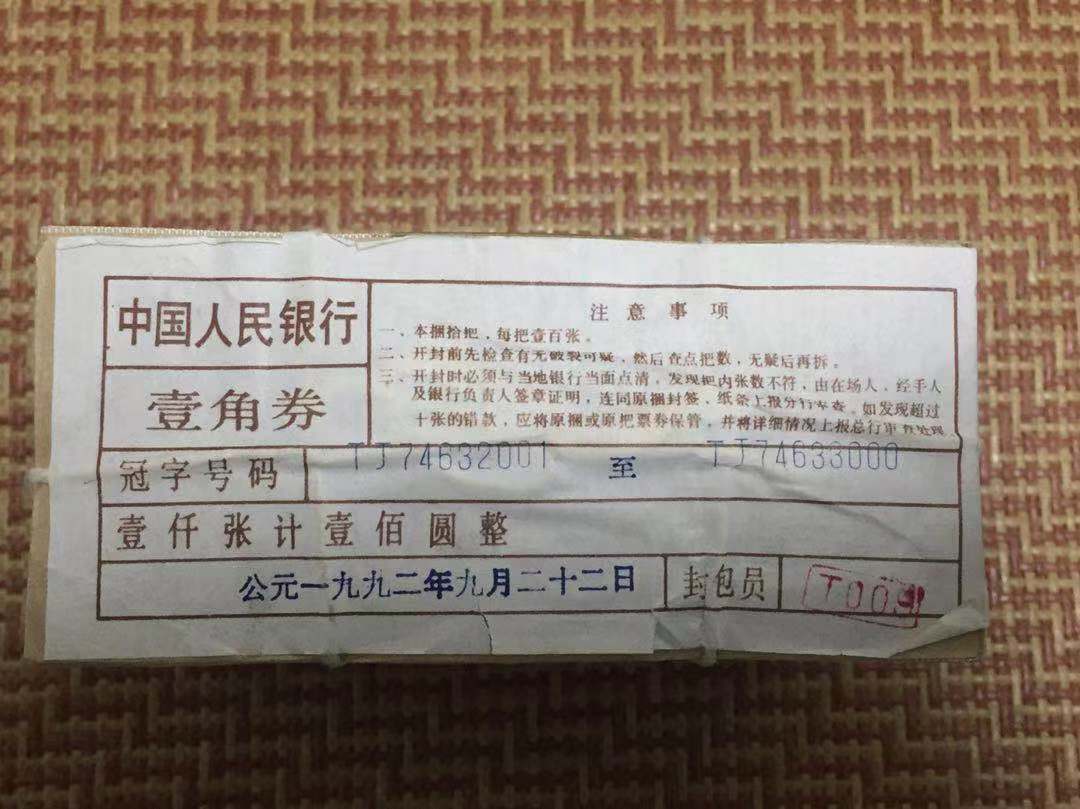 中国人民银行
壹角券
注意事项
一、本捆拾把，每把壹百张。
二、开封前先检查有无破裂可疑，然后查点把数，无疑后再拆。
三、开封时必须与当地银行当面点清，发现把内张数不符，由在场人、经手人
及银行负责人签章证明，连同原捆封签、纸条上报分行查。如发现超过
十张的错款，应将原捆或原把票券保管，并将详细情况上报总行审
冠字号码 TJ74632001 至 TJ74633000
壹仟张计壹佰圆整
公元一九九二年九月二十二日 封包员